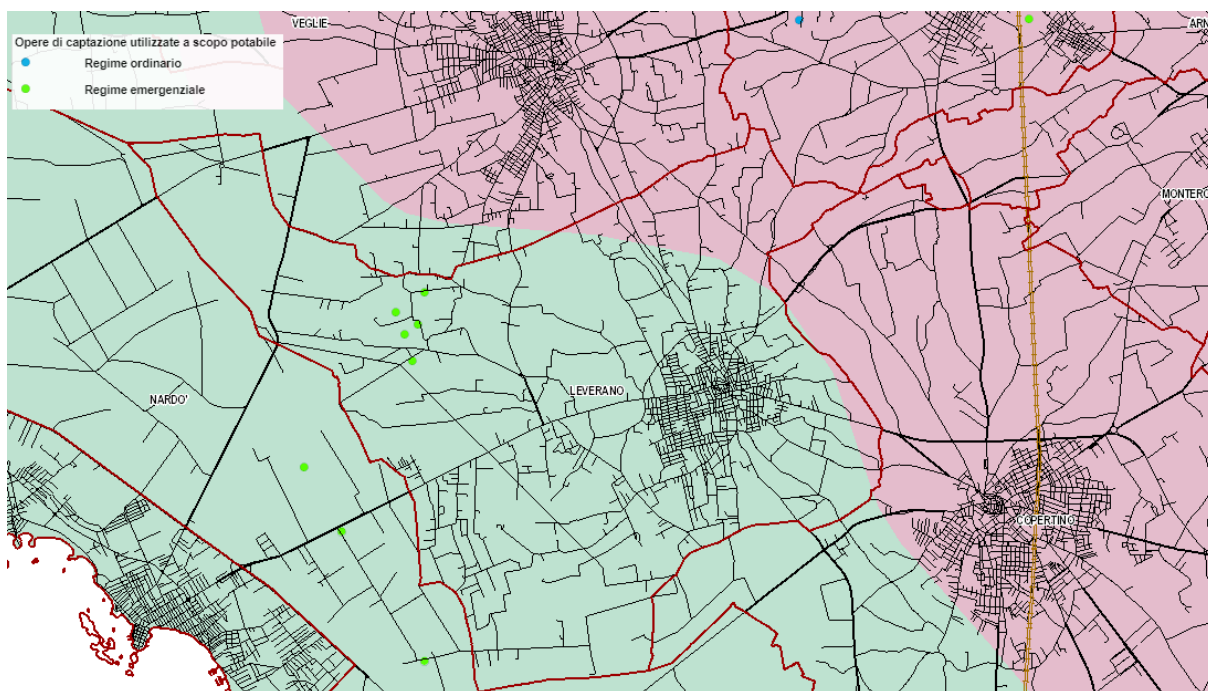 VEGLIE
ARN
Opere di captazione utilizzate a scopo potabile
Regime ordinario
Regime emergenziale
MONTERO
LEVERANO
NARDO'
COPERTINO